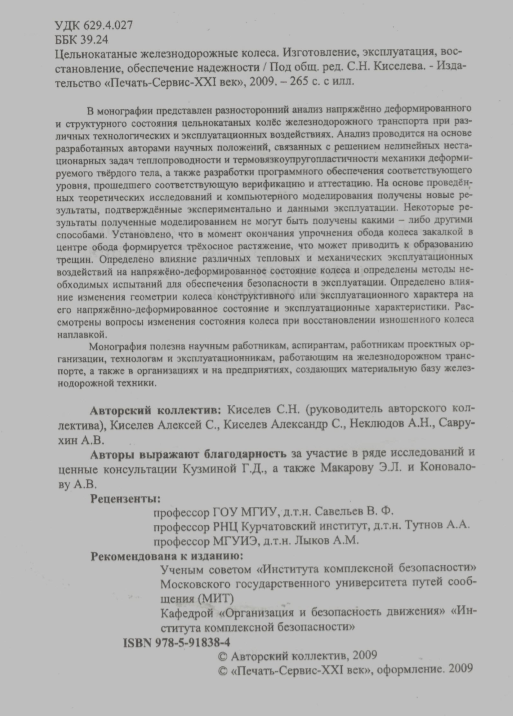 УДК 629.4.027
ББК 39.24
Цельнокатаные железнодорожные колеса. Изготовление, эксплуатация, вос-
становление, обеспечение надежности / Под общ. ред. С.Н. Киселева. - Изда-
тельство «Печать-Сервис-XXI век», 2009. – 265 с. с илл.
В монографии представлен разносторонний анализ напряжённо деформированного
и структурного состояния цельнокатаных колёс железнодорожного транспорта при раз-
личных технологических и эксплуатационных воздействиях. Анализ проводится на основе
разработанных авторами научных положений, связанных с решением нелинейных неста-
ционарных задач теплопроводности и термовязкоупругопластичности механики деформи-
руемого твёрдого тела, а также разработки программного обеспечения соответствующего
уровня, прошедшего соответствующую верификацию и аттестацию. На основе проведён-
ных теоретических исследований и компьютерного моделирования получены новые ре-
зультаты, подтверждённые экспериментально и данными эксплуатации. Некоторые ре-
зультаты полученные моделированием не могут быть получены какими – либо другими
способами. Установлено, что в момент окончания упрочнения обода колеса закалкой в
центре обода формируется трёхосное растяжение, что может приводить к образованию
трещин. Определено влияние различных тепловых и механических эксплуатационных
воздействий на напряжёно-деформированное состояние колеса и определены методы не-
обходимых испытаний для обеспечения безопасности в эксплуатации. Определено влия-
ние изменения геометрии колеса конструктивного или эксплуатационного характера на
его напряжённо-деформированное состояние и эксплуатационные характеристики. Рас-
смотрены вопросы изменения состояния колеса при восстановлении изношенного колеса
наплавкой.
Монография полезна научным работникам, аспирантам, работникам проектных ор-
ганизации, технологам и эксплуатационникам, работающим на железнодорожном транс-
порте, а также в организациях и на предприятиях, создающих материальную базу желез-
нодорожной техники.
Авторский коллектив: Киселев С.Н. (руководитель авторского кол-
лектива), Киселев Алексей С., Киселев Александр С., Неклюдов А.Н., Савру-
хин А.В.
Авторы выражают благодарность за участие в ряде исследований и
ценные консультации Кузминой Г.Д., а также Макарову Э.Л. и Коновало-
ву А.В.
Рецензенты:
профессор ГОУ МГИУ, д.т.н. Савельев В. Ф.
профессор РНЦ Курчатовский институт, д.т.н. Тутнов А.А.
профессор МГУИЭ, д.т.н. Лыков А.М.
Рекомендована к изданию:
Ученым советом «Института комплексной безопасности»
Московского государственного университета путей сооб-
щения (МИТ)
Кафедрой «Организация и безопасность движения» «Ин-
ститута комплексной безопасности»
ISBN 978-5-91838-4
© Авторский коллектив, 2009
© «Печать-Сервис-XXI век», оформление. 2009